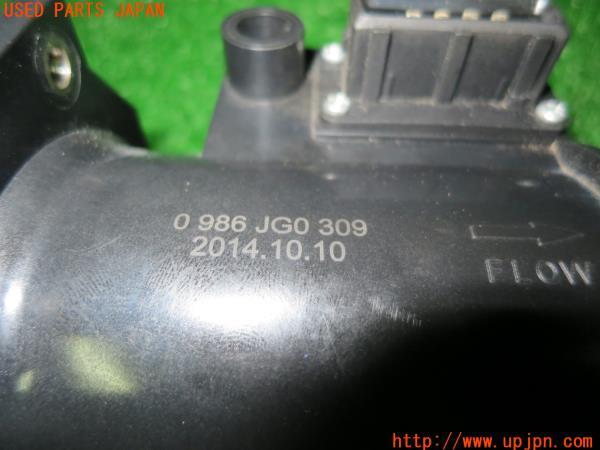 USED PARTS JAPAN
0 986 JG0 309
2014.10.10
FLOW
http://www.upjpn.com/